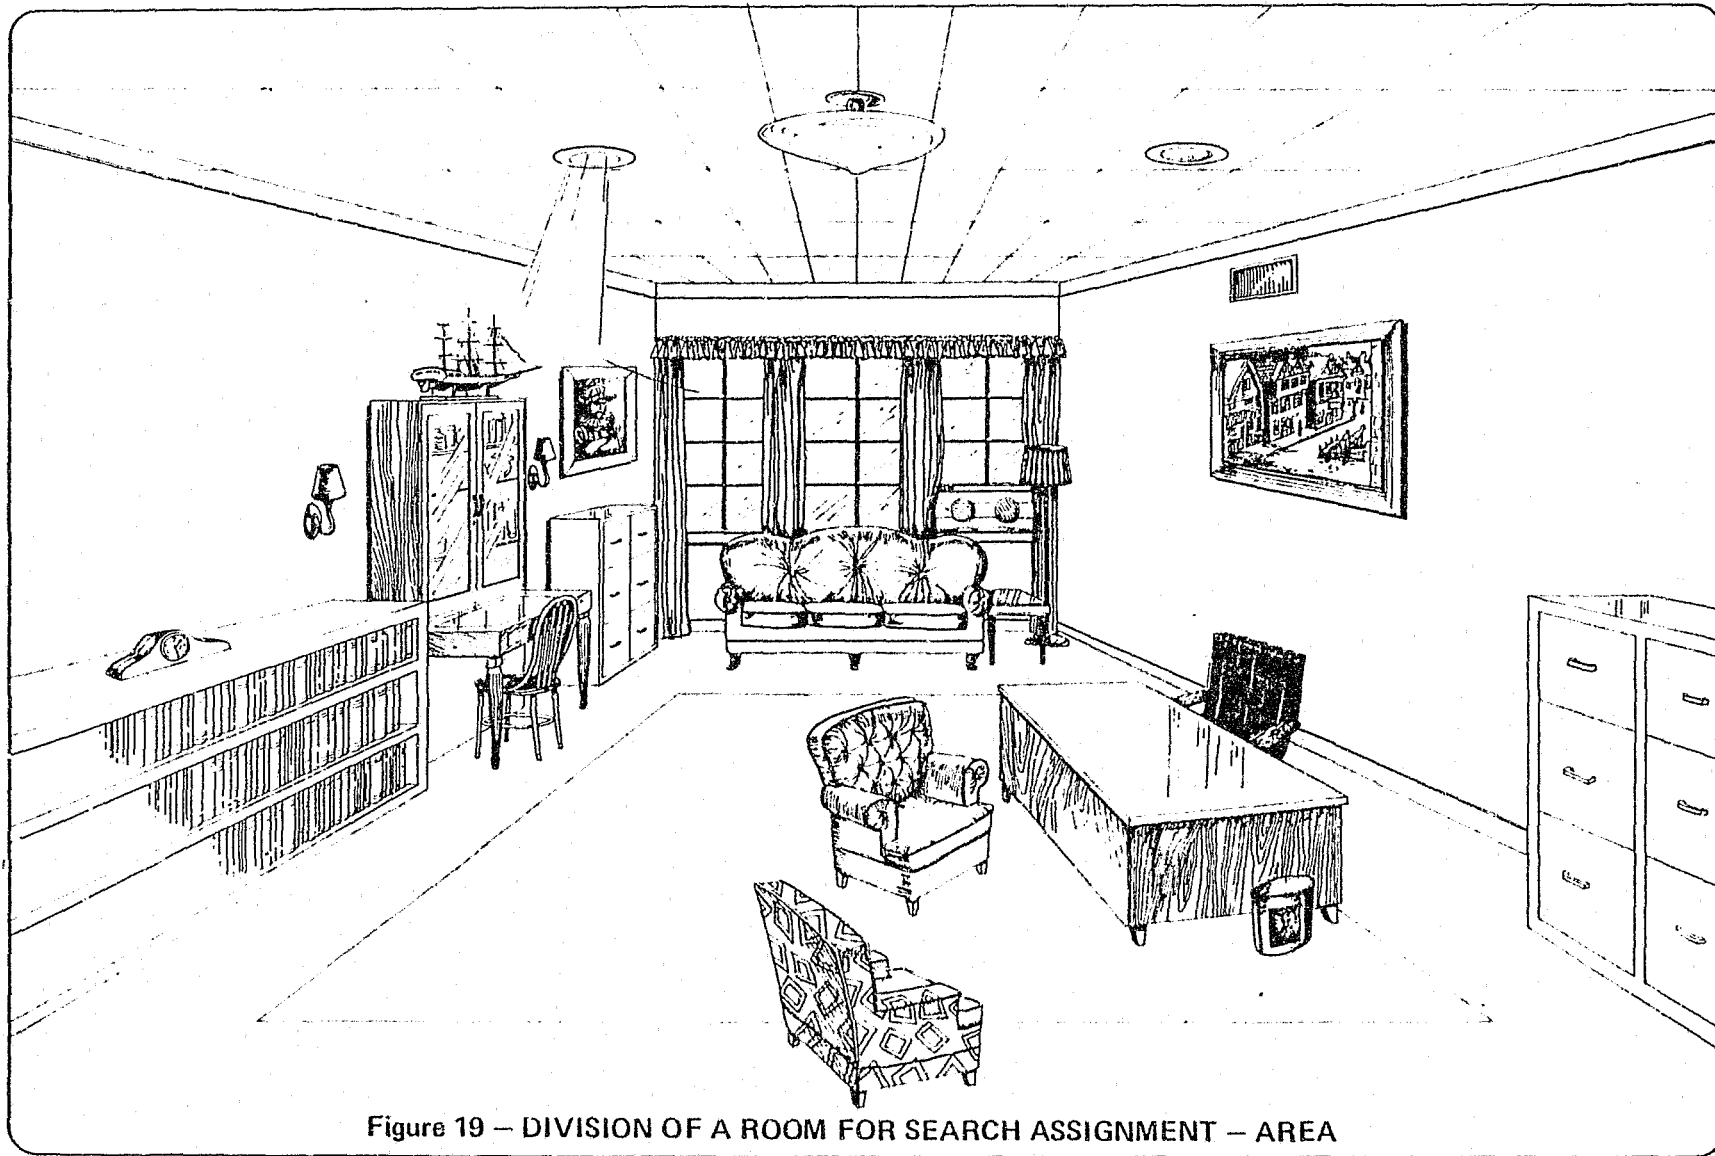 Figure 19 — DIVISION OF A ROOM FOR SEARCH ASSIGNMENT — AREA